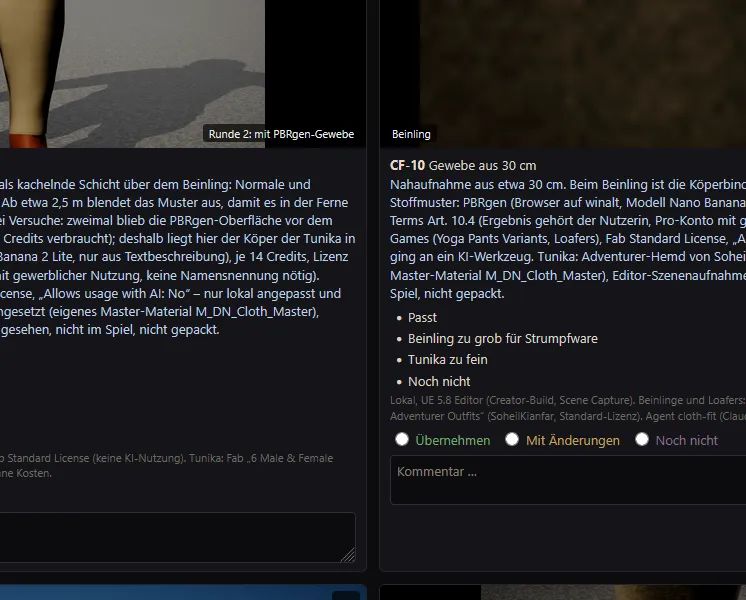 Runde 2: mit PBRgen-Gewebe
als kachelnde Schicht über dem Beinling: Normale und
Ab etwa 2,5 m blendet das Muster aus, damit es in der Ferne
ei Versuche: zweimal blieb die PBRgen-Oberfläche vor dem
Credits verbraucht); deshalb liegt hier der Köper der Tunika in
Banana 2 Lite, nur aus Textbeschreibung), je 14 Credits, Lizenz
it gewerblicher Nutzung, keine Namensnennung nötig).
cense, „Allows usage with AI: No“ – nur lokal angepasst und
ngesetzt (eigenes Master-Material M_DN_Cloth_Master),
gesehen, nicht im Spiel, nicht gepackt.
b Standard License (keine KI-Nutzung). Tunika: Fab „6 Male & Female
ne Kosten.
Beinling
CF-10 Gewebe aus 30 cm
Nahaufnahme aus etwa 30 cm. Beim Beinling ist die Köperbind
Stoffmuster: PBRgen (Browser auf winalt, Modell Nano Banana
Terms Art. 10.4 (Ergebnis gehört der Nutzerin, Pro-Konto mit g
Games (Yoga Pants Variants, Loafers), Fab Standard License, „A
ging an ein KI-Werkzeug. Tunika: Adventurer-Hemd von Sohei
Master-Material M_DN_Cloth_Master), Editor-Szenenaufnahme
Spiel, nicht gepackt.
• Passt
• Beinling zu grob für Strumpfware
• Tunika zu fein
• Noch nicht
Lokal, UE 5.8 Editor (Creator-Build, Scene Capture). Beinlinge und Loafers:
Adventurer Outfits“ (SoheilKianfar, Standard-Lizenz). Agent cloth-fit (Clau
Übernehmen Mit Änderungen Noch nicht
Kommentar ...